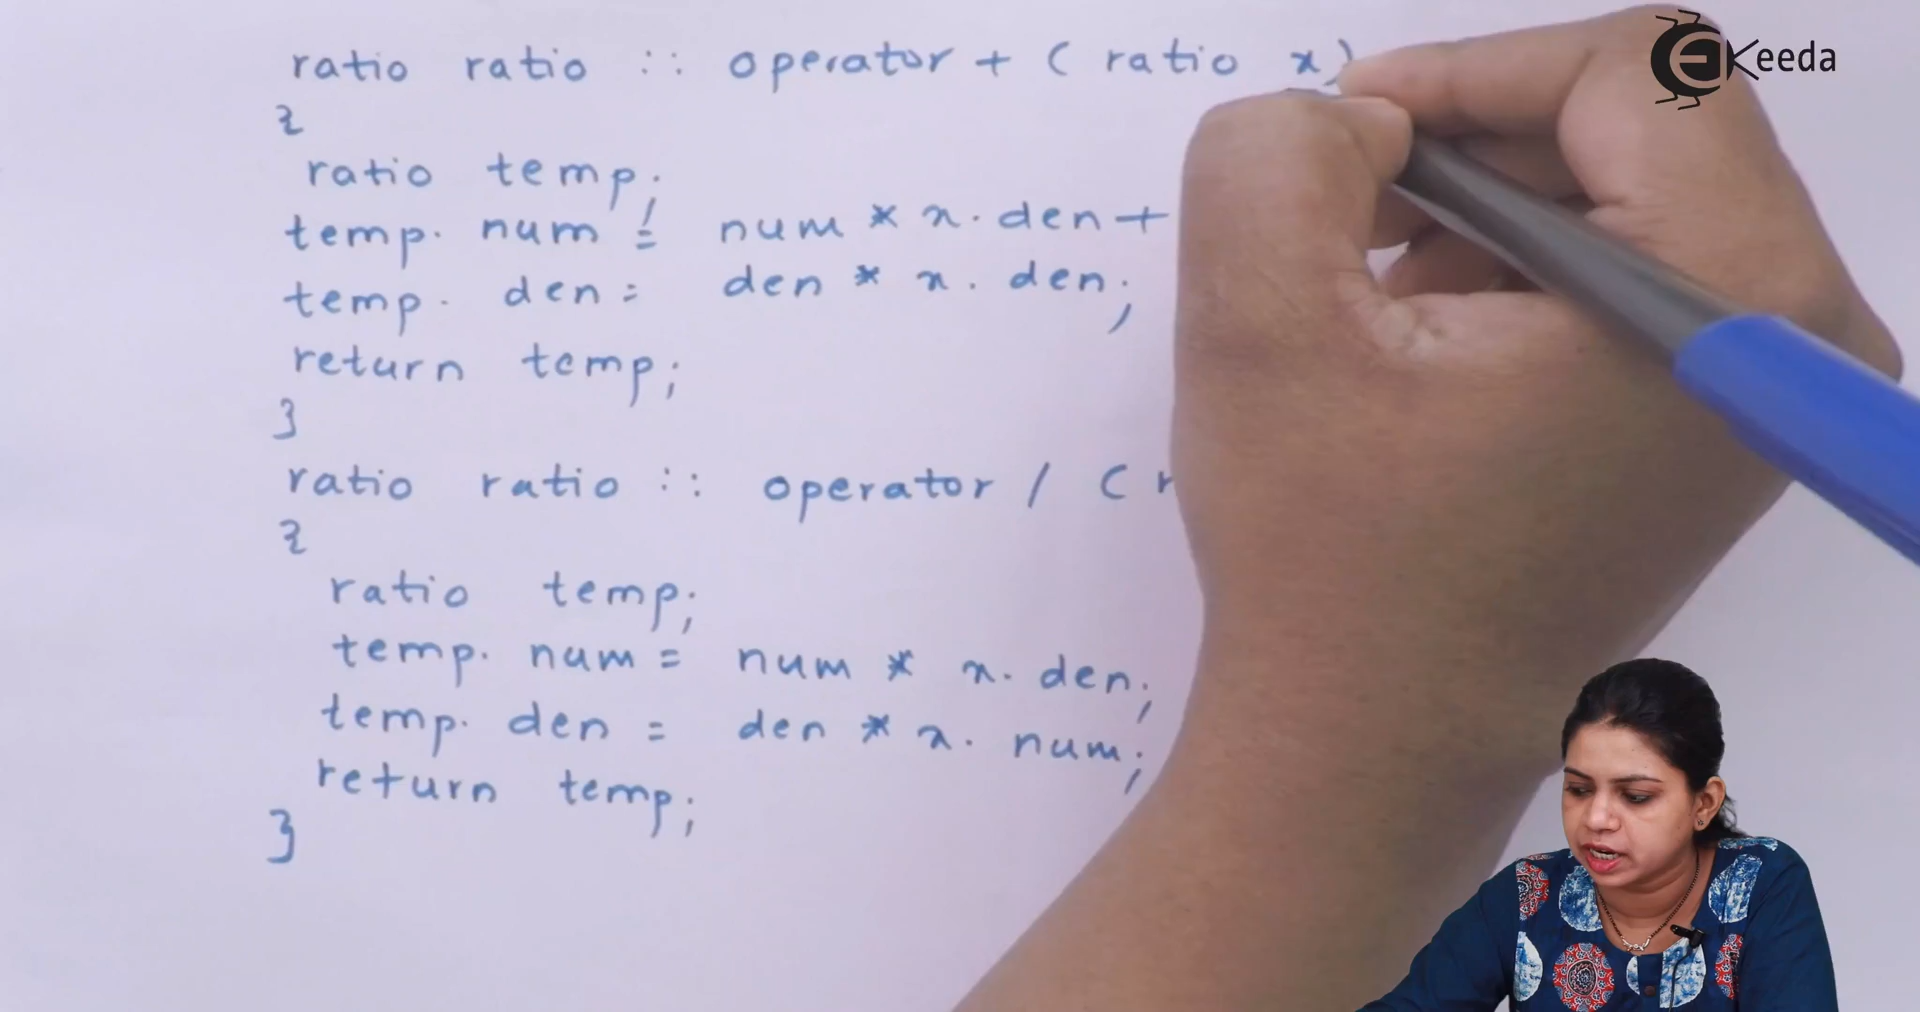 ratio ratio :: operator + ( ratio x)
{
ratio temp;
temp. num = num * x. den +
temp. den = den * x. den;
return temp;
}
ratio ratio :: operator / (
{
ratio temp;
temp. num = num * x. den;
temp. den = den * x. num;
return temp;
}
Keeda